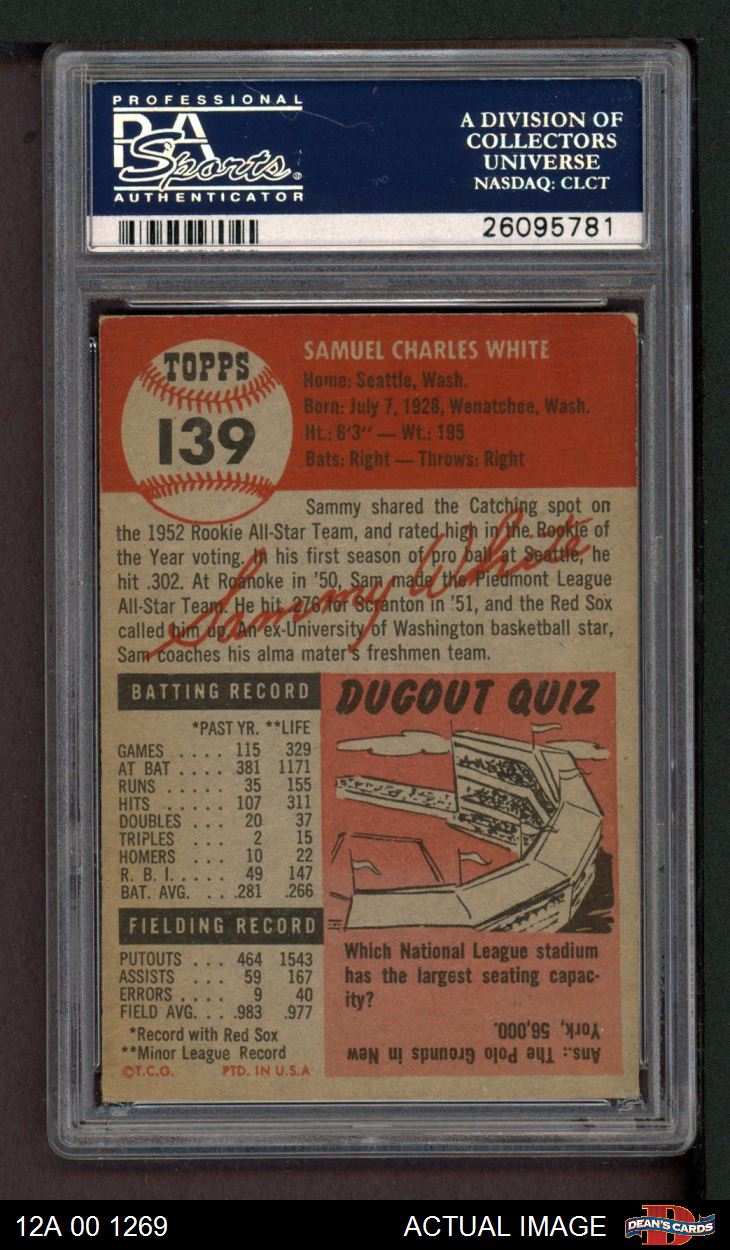 PROFESSIONAL
PSA
Sports
AUTHENTICATOR
A DIVISION OF
COLLECTORS
UNIVERSE
NASDAQ: CLCT
26095781
TOPPS
139
SAMUEL CHARLES WHITE
Home: Seattle, Wash.
Born: July 7, 1928, Wenatchee, Wash.
Ht.: 6'3" — Wt.: 195
Bats: Right — Throws: Right
Sammy shared the Catching spot on
the 1952 Rookie All-Star Team, and rated high in the Rookie of
the Year voting. In his first season of pro ball at Seattle, he
hit .302. At Roanoke in '50, Sam made the Piedmont League
All-Star Team. He hit .276 for Scranton in '51, and the Red Sox
called him up. An ex-University of Washington basketball star,
Sam coaches his alma mater's freshmen team.
Sammy White
BATTING RECORD
*PAST YR. **LIFE
GAMES .... 115 329
AT BAT .... 381 1171
RUNS .... 35 155
HITS ..... 107 311
DOUBLES ... 20 37
TRIPLES ... 2 15
HOMERS ... 10 22
R. B. I..... 49 147
BAT. AVG. ... .281 .266
FIELDING RECORD
PUTOUTS ... 464 1543
ASSISTS ... 59 167
ERRORS .... 9 40
FIELD AVG. ... .983 .977
*Record with Red Sox
**Minor League Record
©T.C.G. PTD. IN U.S.A
DUGOUT QUIZ
Which National League stadium
has the largest seating capac-
ity?
Ans.: The Polo Grounds in New
York, 56,000.
12A 00 1269
ACTUAL IMAGE
D
DEAN'S CARDS